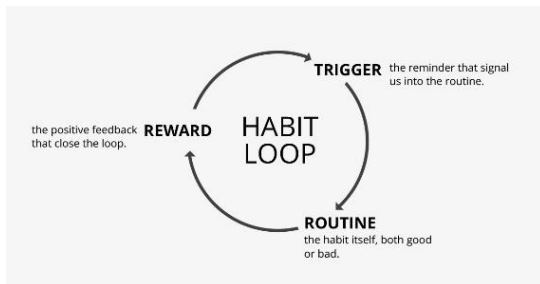 TRIGGER
the reminder that signal
us into the routine.
HABIT
LOOP
REWARD
the positive feedback
that close the loop.
ROUTINE
the habit itself, both good
or bad.